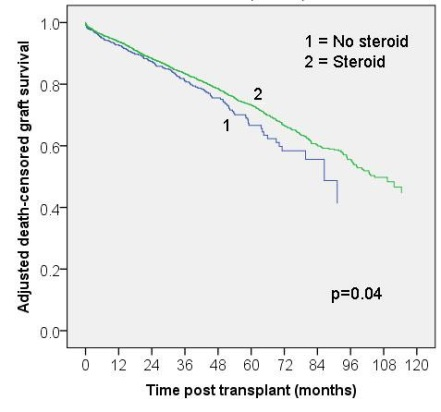 1.0
1 = No steroid
2 = Steroid
0.8
2
1
0.6
0.4
0.2
p=0.04
0.0
Adjusted death-censored graft survival
0 12 24 36 48 60 72 84 96 108 120
Time post transplant (months)